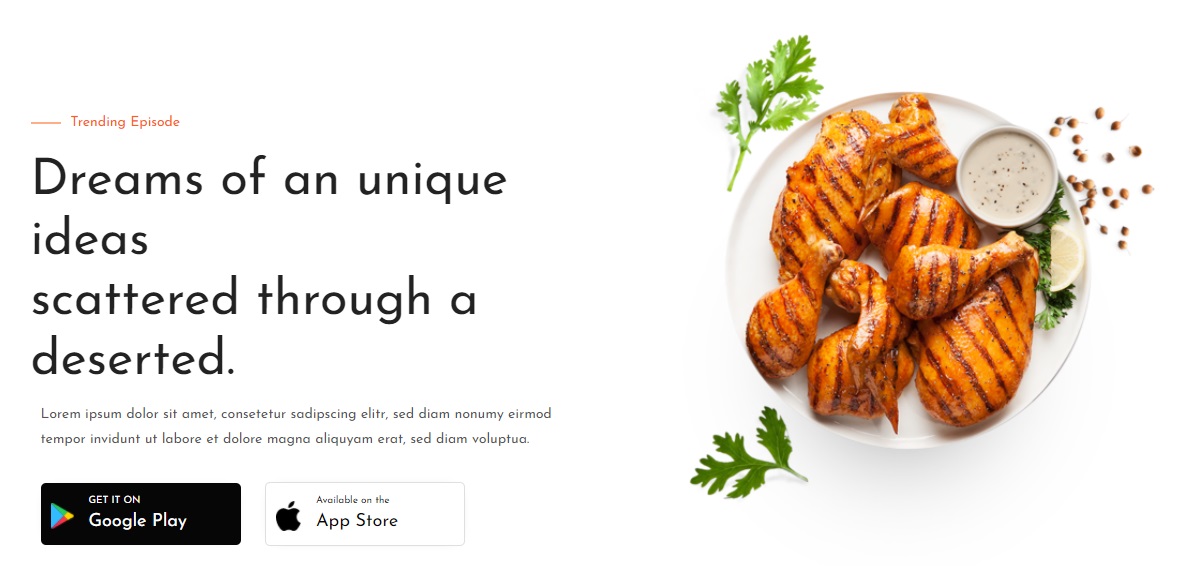 Trending Episode
Dreams of an unique
ideas
scattered through a
deserted.
Lorem ipsum dolor sit amet, consetetur sadipscing elitr, sed diam nonumy eirmod
tempor invidunt ut labore et dolore magna aliquyam erat, sed diam voluptua.
GET IT ON
Google Play
Available on the
App Store